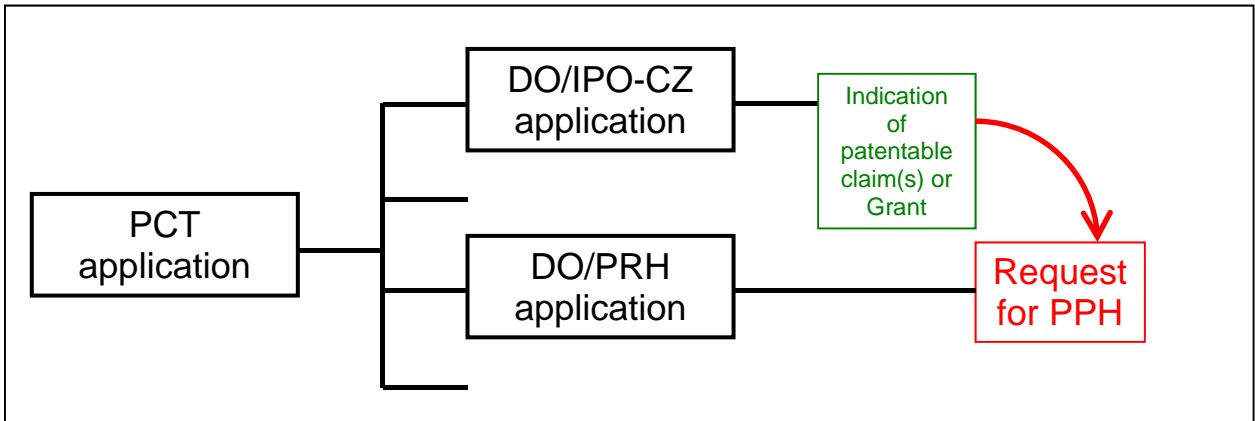 DO/IPO-CZ
application
Indication
of
patentable
claim(s) or
Grant
PCT
application
DO/PRH
application
Request
for PPH